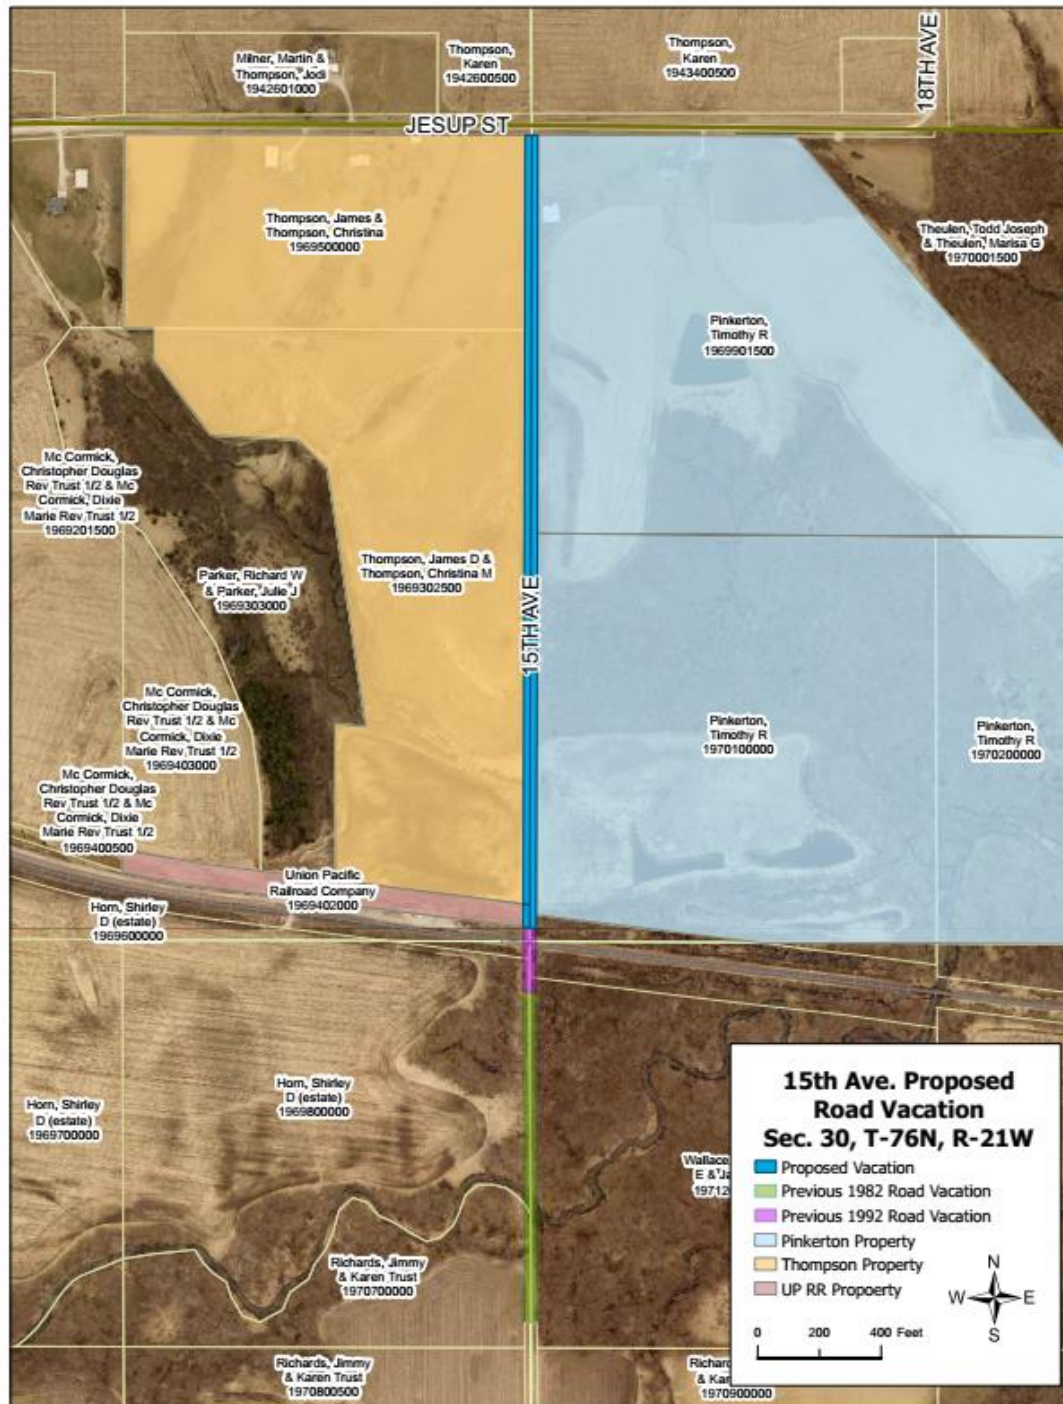 Milner, Martin &
Thompson, Jodi
1942601000
Thompson,
Karen
1942600500
Thompson,
Karen
1943400500
18TH AVE
JESUP ST
Thompson, James &
Thompson, Christina
1969500000
Theulen, Todd Joseph
& Theulen, Marisa G
1970001500
Pinkerton,
Timothy R
1969901500
Mc Cormick,
Christopher Douglas
Rev Trust 1/2 & Mc
Cormick, Dixie
Marie Rev Trust 1/2
1969201500
Parker, Richard W
& Parker, Julie J
1969303000
Thompson, James D &
Thompson, Christina M
1969302500
15TH AVE
Mc Cormick,
Christopher Douglas
Rev Trust 1/2 & Mc
Cormick, Dixie
Marie Rev Trust 1/2
1969403000
Pinkerton,
Timothy R
1970100000
Pinkerton,
Timothy R
1970200000
Mc Cormick,
Christopher Douglas
Rev Trust 1/2 & Mc
Cormick, Dixie
Marie Rev Trust 1/2
1969400500
Union Pacific
Railroad Company
1969402000
Horn, Shirley
D (estate)
1969600000
Horn, Shirley
D (estate)
1969700000
Horn, Shirley
D (estate)
1969800000
Wallace
E &
19712
Richards, Jimmy
& Karen Trust
1970700000
Richards, Jimmy
& Karen Trust
1970800500
Richard
& Kar
1970900000
15th Ave. Proposed
Road Vacation
Sec. 30, T-76N, R-21W
Proposed Vacation
Previous 1982 Road Vacation
Previous 1992 Road Vacation
Pinkerton Property
Thompson Property
UP RR Propoerty
N
W E
S
0 200 400 Feet